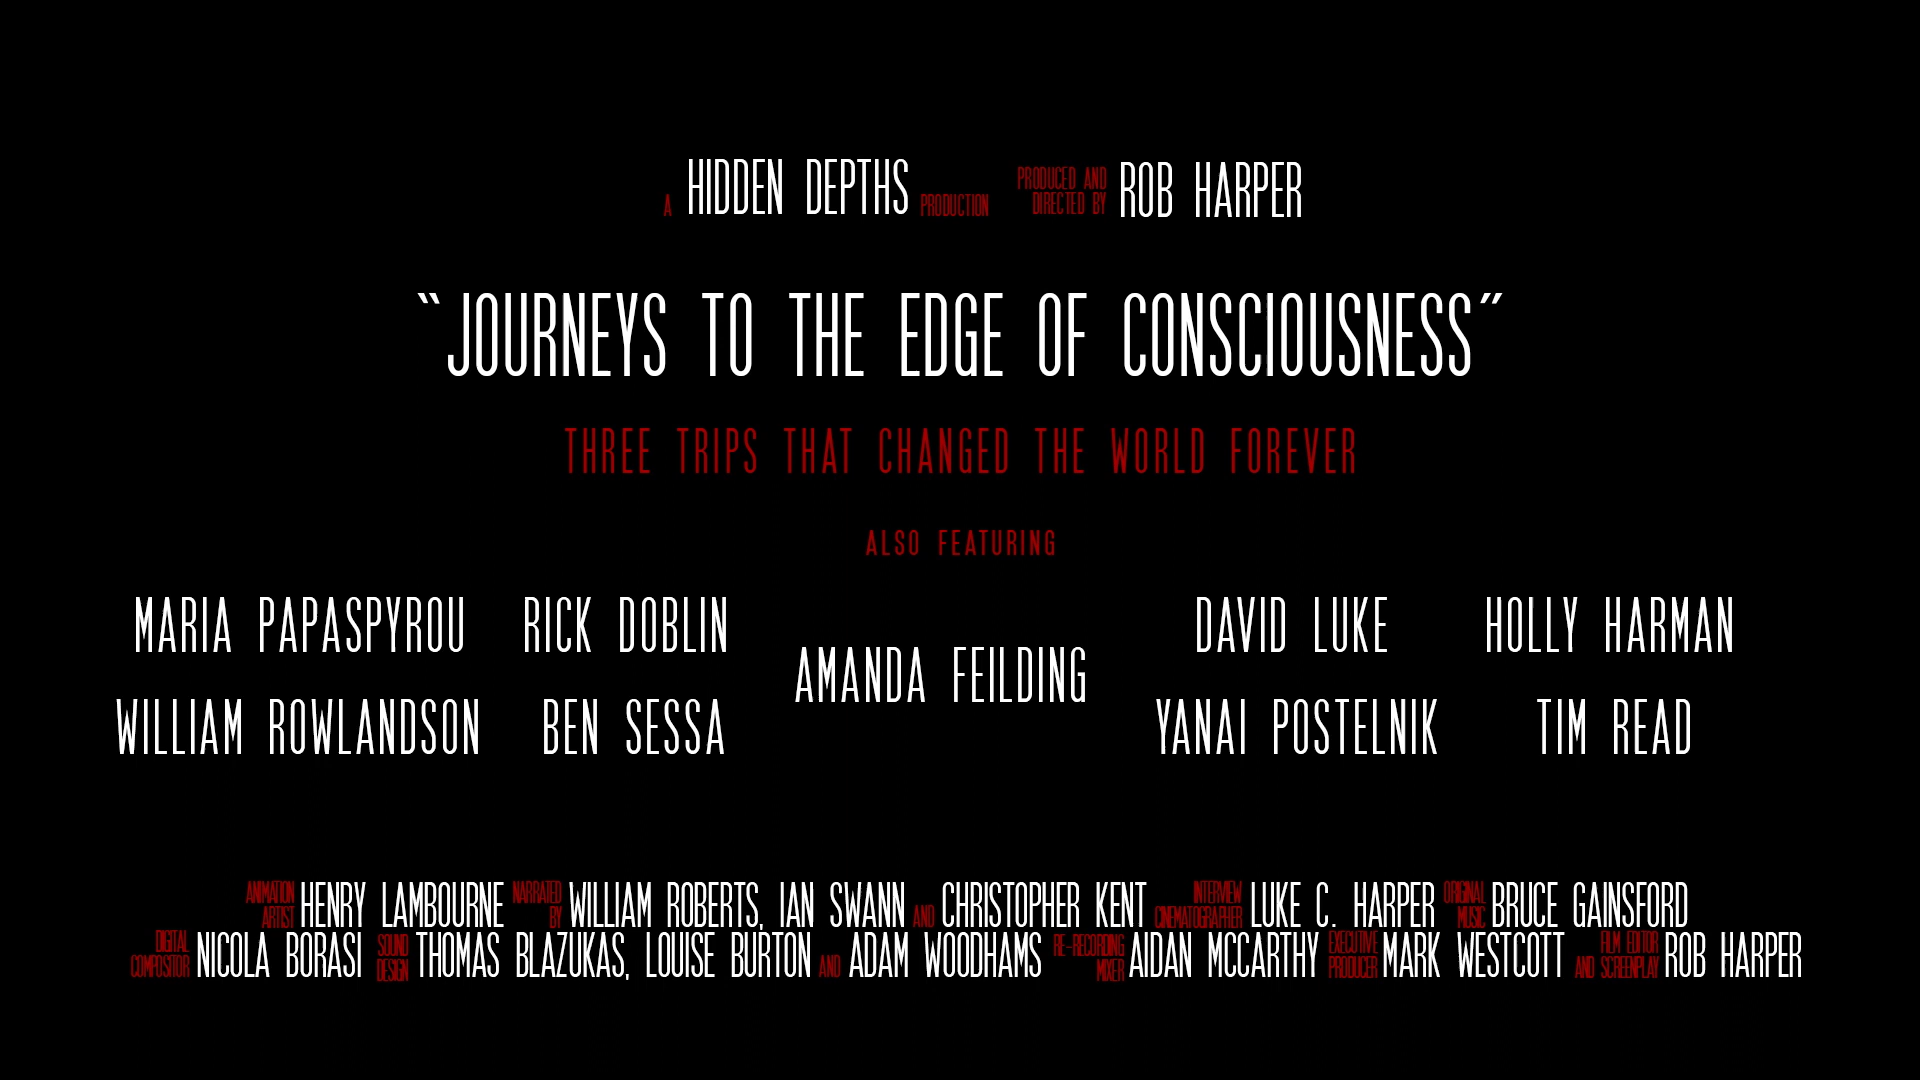 A HIDDEN DEPTHS PRODUCTION PRODUCED AND DIRECTED BY ROB HARPER
"JOURNEYS TO THE EDGE OF CONSCIOUSNESS"
THREE TRIPS THAT CHANGED THE WORLD FOREVER
ALSO FEATURING
MARIA PAPASPYROU RICK DOBLIN DAVID LUKE HOLLY HARMAN
AMANDA FEILDING
WILLIAM ROWLANDSON BEN SESSA YANAI POSTELNIK TIM READ
ANIMATION ARTIST HENRY LAMBOURNE NARRATED BY WILLIAM ROBERTS, IAN SWANN AND CHRISTOPHER KENT INTERVIEW CINEMATOGRAPHER LUKE C. HARPER ORIGINAL MUSIC BRUCE GAINSFORD
DIGITAL COMPOSITOR NICOLA BORASI SOUND DESIGN THOMAS BLAZUKAS, LOUISE BURTON AND ADAM WOODHAMS RE-RECORDING MIXER AIDAN MCCARTHY EXECUTIVE PRODUCER MARK WESTCOTT FILM EDITOR AND SCREENPLAY ROB HARPER